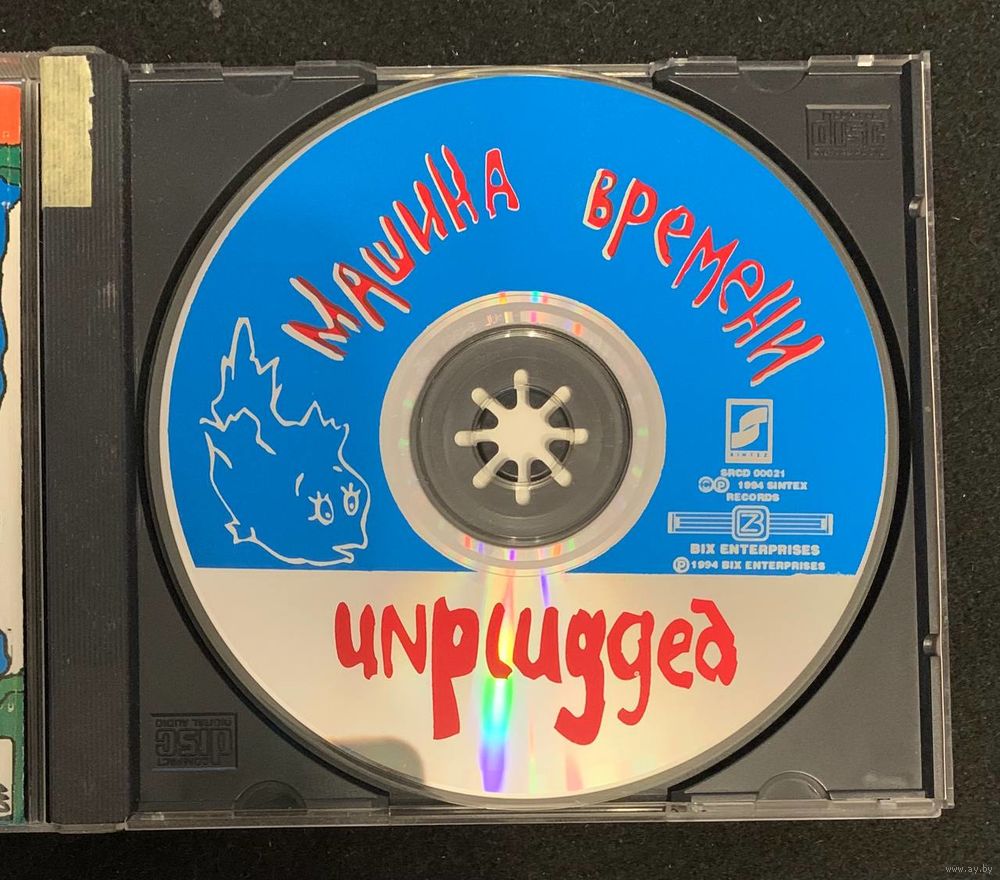 МАШИНА ВРЕМЕНИ
SINTEZ
SRCD 00021
© ℗ 1994 SINTEX
RECORDS
BIX ENTERPRISES
℗ 1994 BIX ENTERPRISES
unplugged
disc
COMPACT
disc
DIGITAL AUDIO
www.ay.by